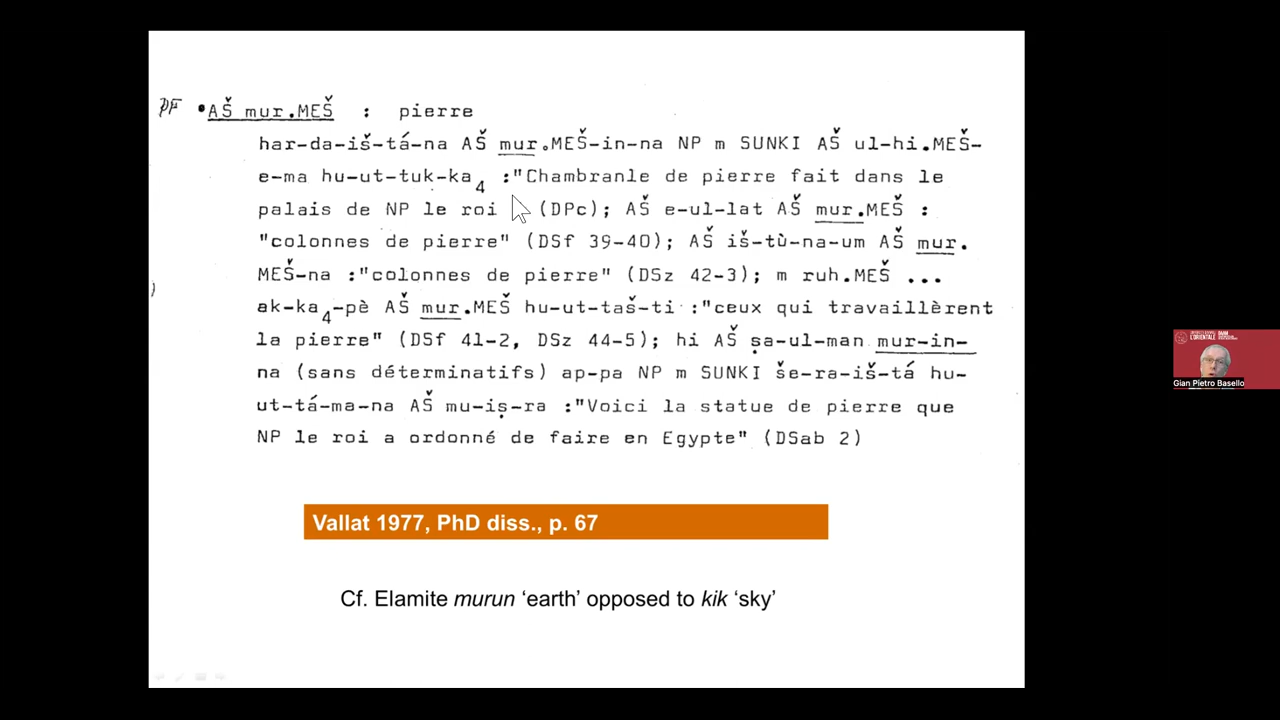 PF •AŠ mur.MEŠ : pierre
har-da-iš-tá-na AŠ mur.MEŠ-in-na NP m SUNKI AŠ ul-hi.MEŠ-
e-ma hu-ut-tuk-ka₄ :"Chambranle de pierre fait dans le
palais de NP le roi (DPc); AŠ e-ul-lat AŠ mur.MEŠ :
"colonnes de pierre" (DSf 39-40); AŠ iš-tù-na-um AŠ mur.
MEŠ-na :"colonnes de pierre" (DSz 42-3); m ruh.MEŠ ...
ak-ka₄-pè AŠ mur.MEŠ hu-ut-taš-ti :"ceux qui travaillèrent
la pierre" (DSf 41-2, DSz 44-5); hi AŠ ṣa-ul-man mur-in-
na (sans déterminatifs) ap-pa NP m SUNKI še-ra-iš-tá hu-
ut-tá-ma-na AŠ mu-iṣ-ra :"Voici la statue de pierre que
NP le roi a ordonné de faire en Egypte" (DSab 2)
Vallat 1977, PhD diss., p. 67
Cf. Elamite murun ‘earth’ opposed to kik ‘sky’
L'ORIENTALE
Gian Pietro Basello